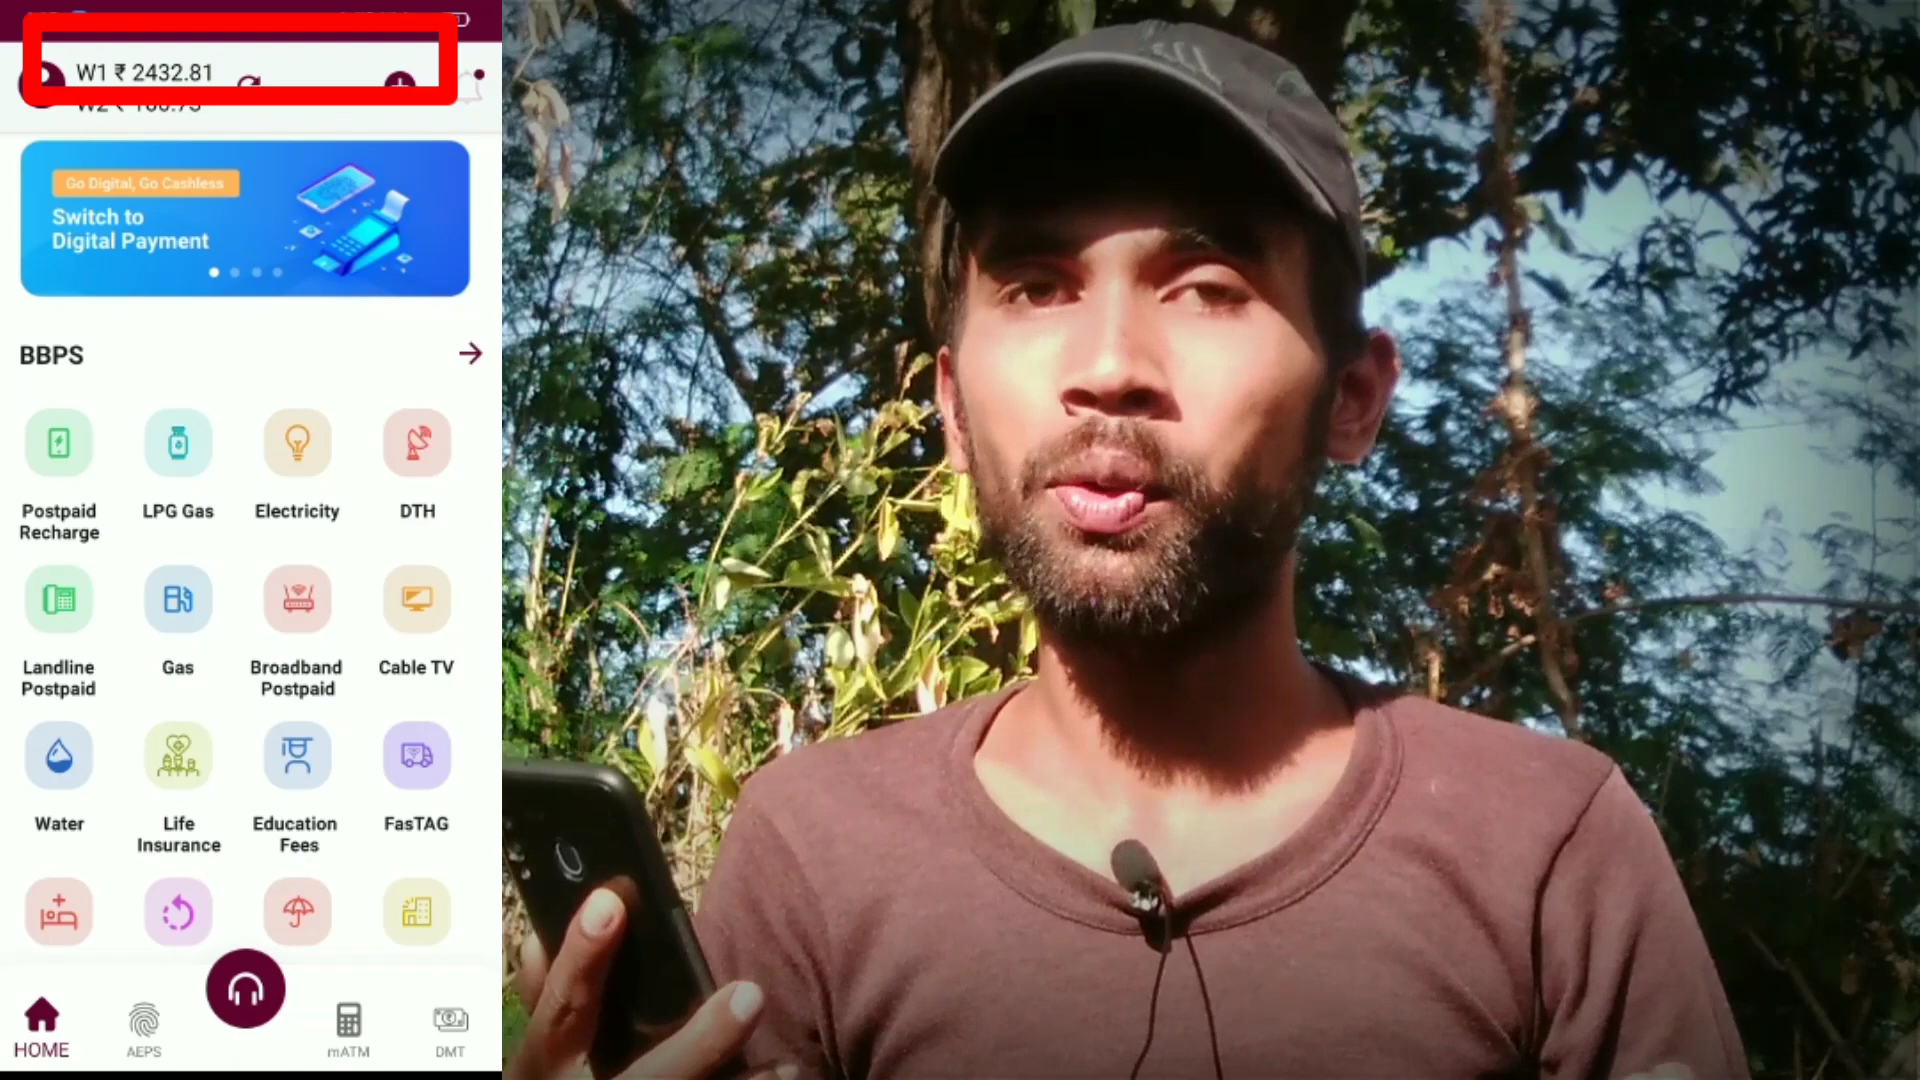 W1 ₹ 2432.81
Go Digital, Go Cashless
Switch to
Digital Payment
BBPS
Postpaid
Recharge
LPG Gas
Electricity
DTH
Landline
Postpaid
Gas
Broadband
Postpaid
Cable TV
Water
Life
Insurance
Education
Fees
FasTAG
HOME
AEPS
mATM
DMT